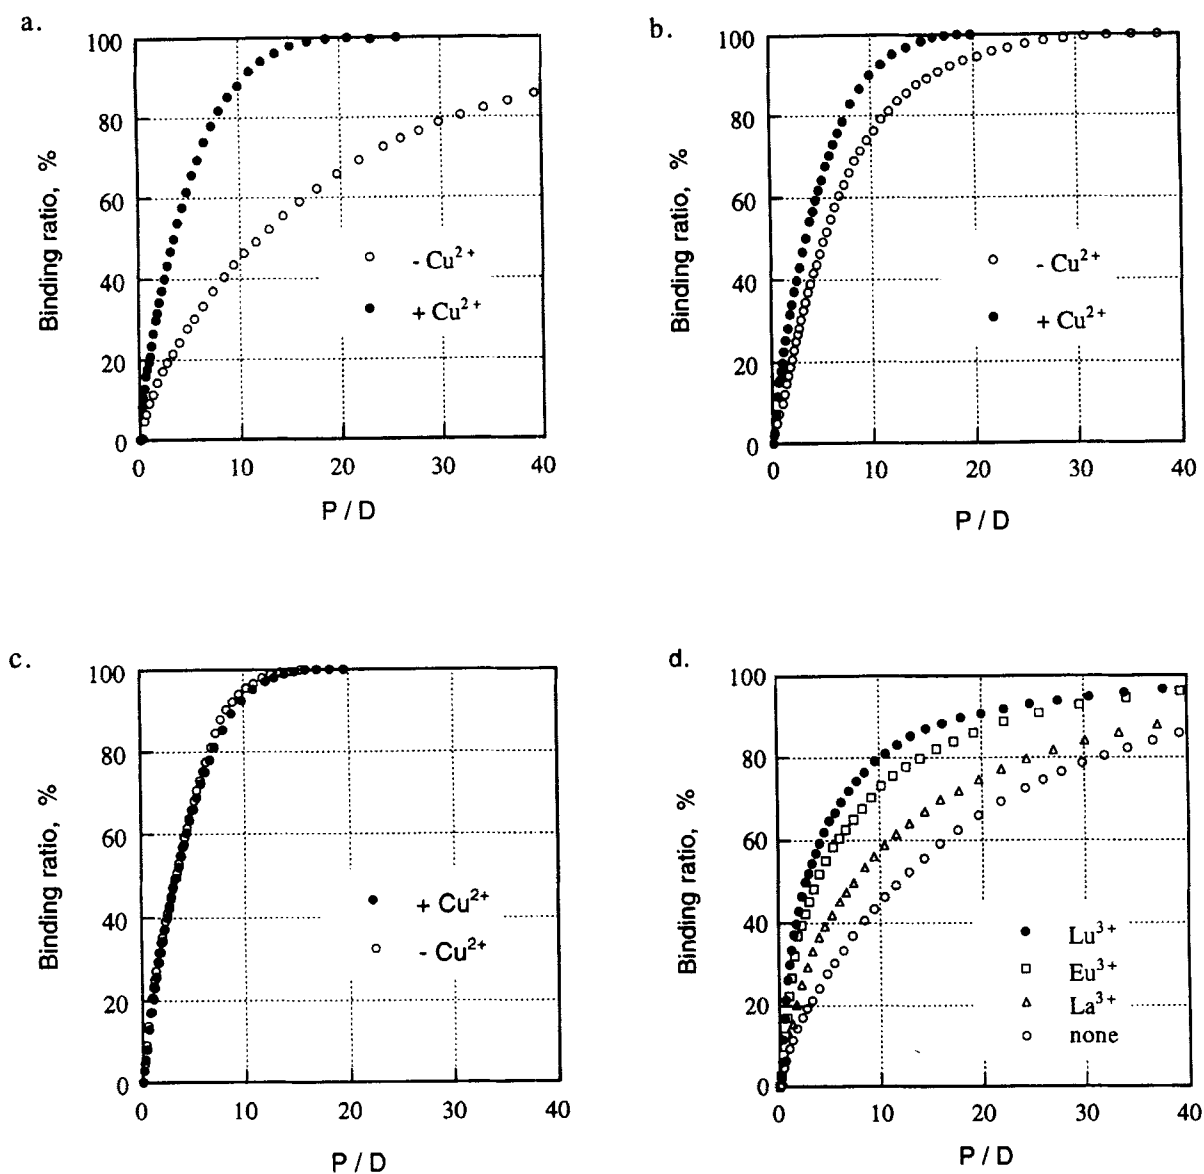 a.
100
80
60
40
20
0
Binding ratio, %
- Cu²⁺
+ Cu²⁺
0 10 20 30 40
P / D
b.
100
80
60
40
20
0
Binding ratio, %
- Cu²⁺
+ Cu²⁺
0 10 20 30 40
P / D
c.
100
80
60
40
20
0
Binding ratio, %
+ Cu²⁺
- Cu²⁺
0 10 20 30 40
P / D
d.
100
80
60
40
20
0
Binding ratio, %
Lu³⁺
Eu³⁺
La³⁺
none
0 10 20 30 40
P / D